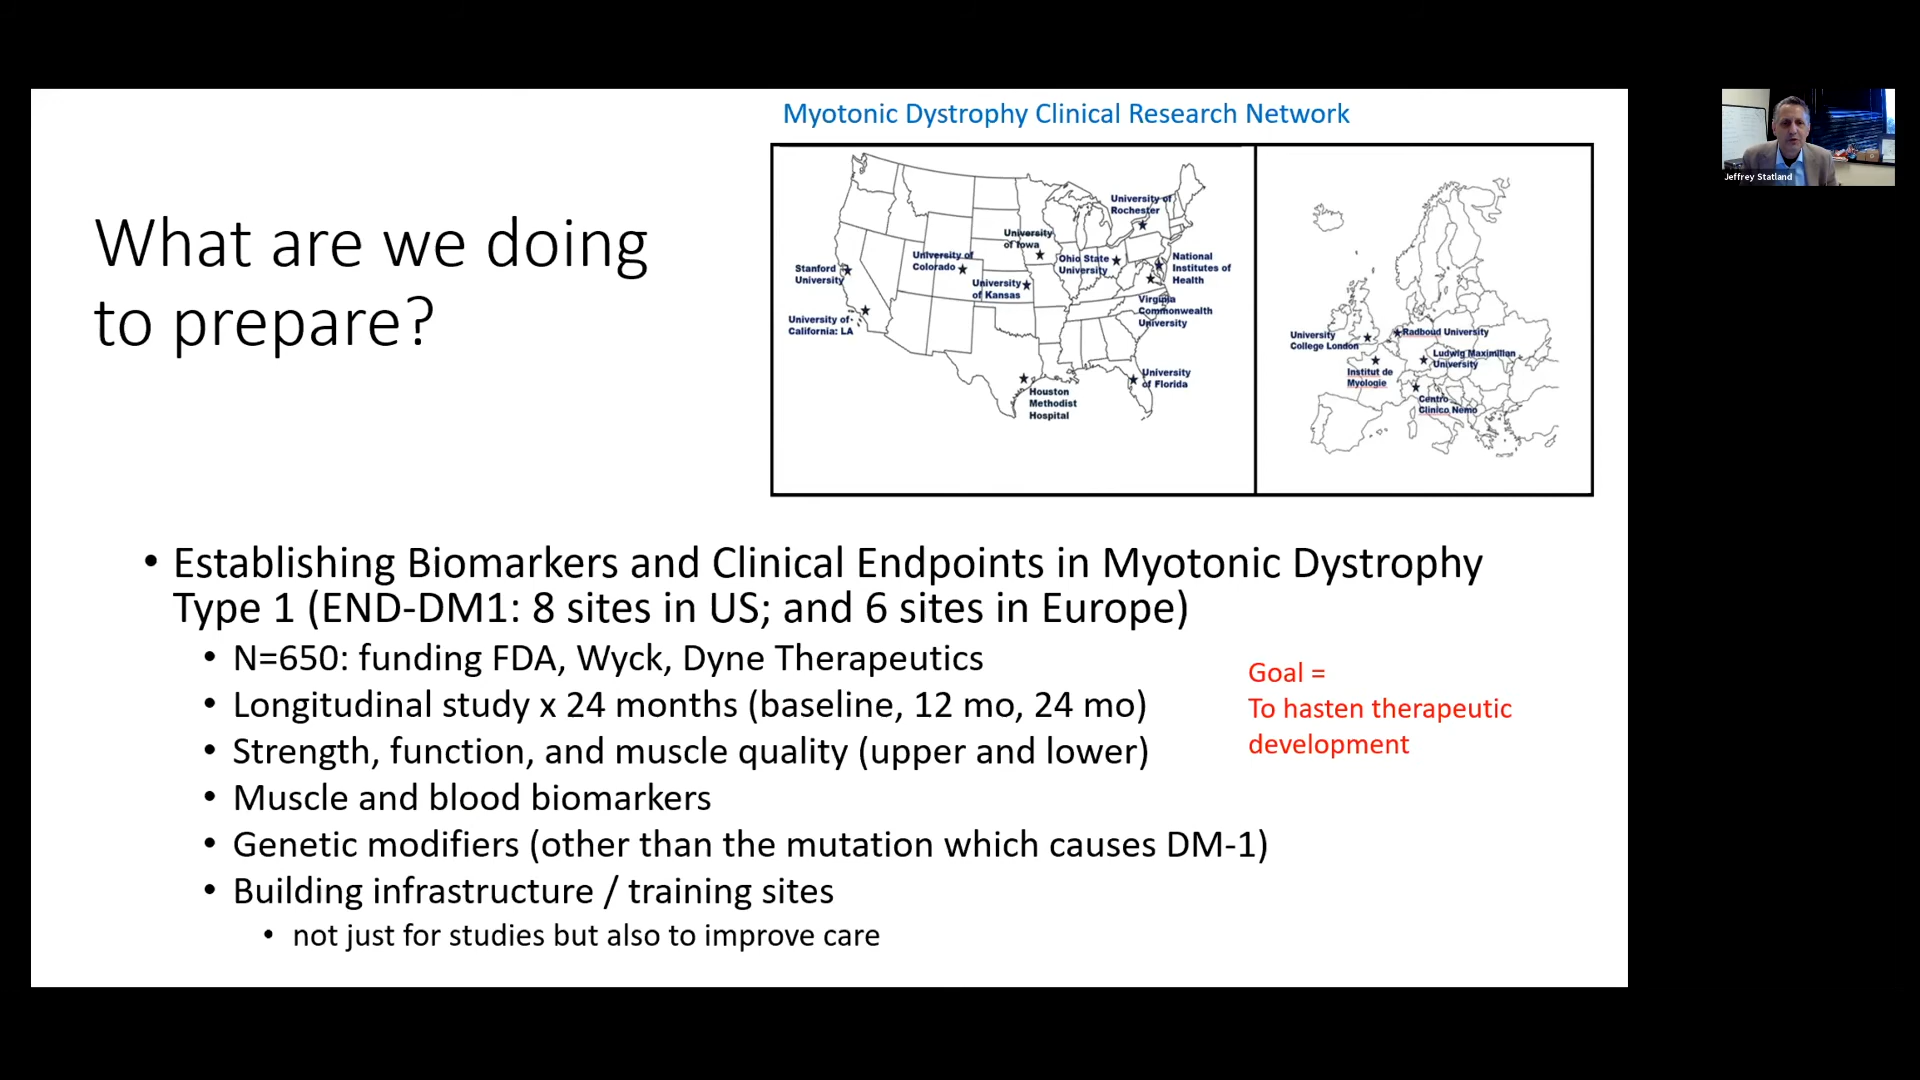 Myotonic Dystrophy Clinical Research Network
What are we doing
to prepare?
University of
Rochester
University
of Iowa
University of
Colorado
Ohio State
University
National
Institutes of
Health
Stanford
University
University
of Kansas
Virginia
Commonwealth
University
University of
California: LA
University
of Florida
Houston
Methodist
Hospital
University
College London
Radboud University
Ludwig Maximilian
University
Institut de
Myologie
Centro
Clinico Nemo
• Establishing Biomarkers and Clinical Endpoints in Myotonic Dystrophy
Type 1 (END-DM1: 8 sites in US; and 6 sites in Europe)
• N=650: funding FDA, Wyck, Dyne Therapeutics
• Longitudinal study x 24 months (baseline, 12 mo, 24 mo)
• Strength, function, and muscle quality (upper and lower)
• Muscle and blood biomarkers
• Genetic modifiers (other than the mutation which causes DM-1)
• Building infrastructure / training sites
• not just for studies but also to improve care
Goal =
To hasten therapeutic
development
Jeffrey Statland